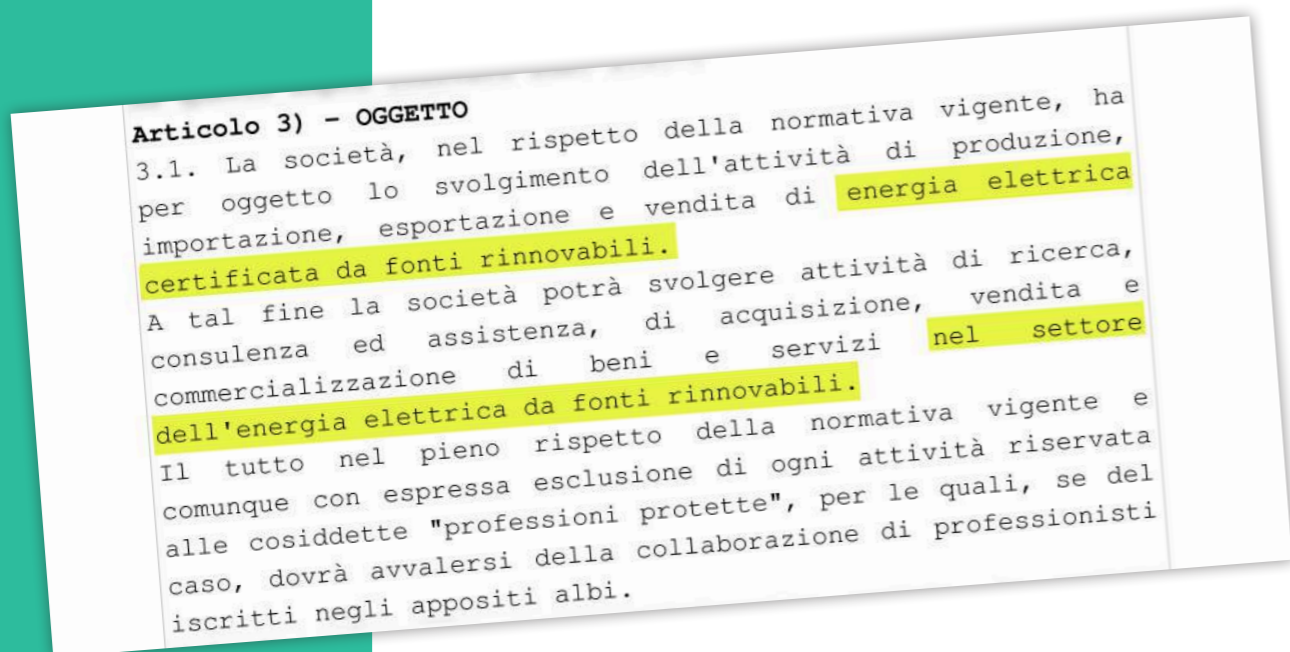 Articolo 3) – OGGETTO
3.1. La società, nel rispetto della normativa vigente, ha
per oggetto lo svolgimento dell'attività di produzione,
importazione, esportazione e vendita di energia elettrica
certificata da fonti rinnovabili.
A tal fine la società potrà svolgere attività di ricerca,
consulenza ed assistenza, di acquisizione, vendita e
commercializzazione di beni e servizi nel settore
dell'energia elettrica da fonti rinnovabili.
Il tutto nel pieno rispetto della normativa vigente e
comunque con espressa esclusione di ogni attività riservata
alle cosiddette "professioni protette", per le quali, se del
caso, dovrà avvalersi della collaborazione di professionisti
iscritti negli appositi albi.